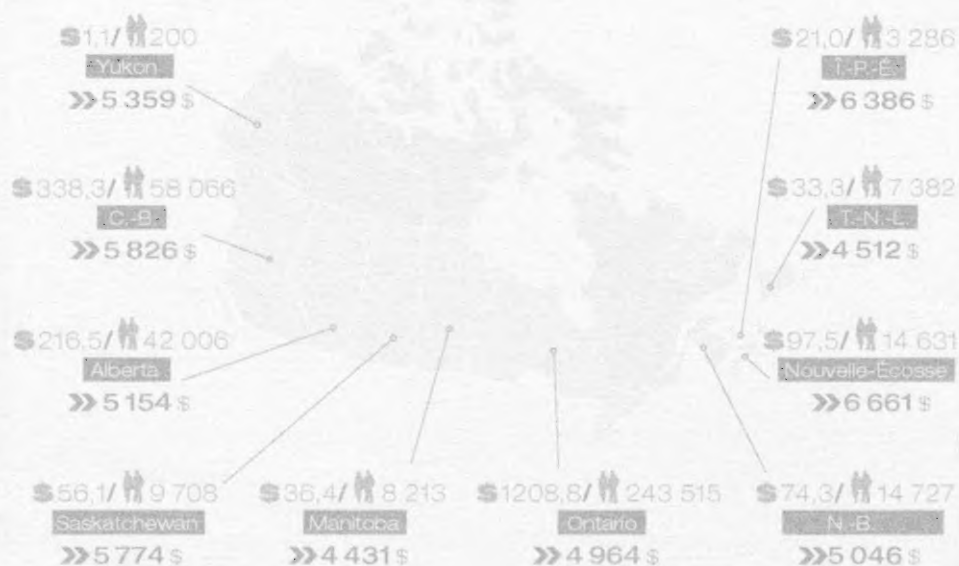 $1,1/ 200
Yukon
>> 5 359 $
$21,0/ 3 286
Î.-P.-É.
>> 6 386 $
$338,3/ 58 066
C.-B.
>> 5 826 $
$33,3/ 7 382
T.-N.-L.
>> 4 512 $
$216,5/ 42 006
Alberta
>> 5 154 $
$97,5/ 14 631
Nouvelle-Écosse
>> 6 661 $
$56,1/ 9 708
Saskatchewan
>> 5 774 $
$36,4/ 8 213
Manitoba
>> 4 431 $
$1208,8/ 243 515
Ontario
>> 4 964 $
$74,3/ 14 727
N.-B.
>> 5 046 $